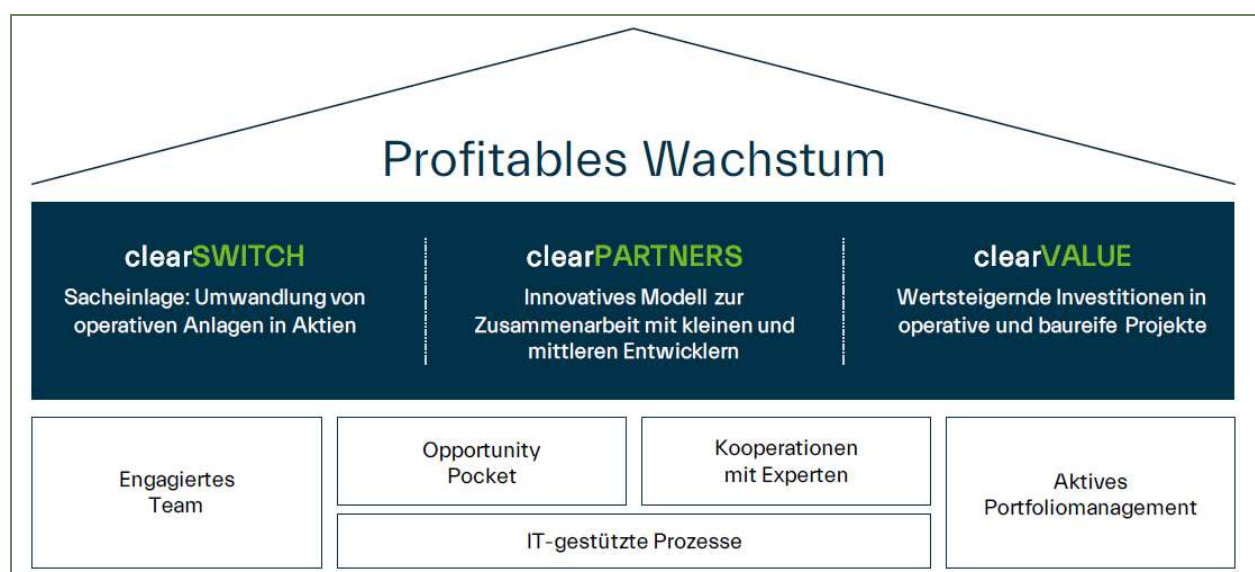 Profitables Wachstum
clearSWITCH
Sacheinlage: Umwandlung von
operativen Anlagen in Aktien
clearPARTNERS
Innovatives Modell zur
Zusammenarbeit mit kleinen und
mittleren Entwicklern
clearVALUE
Wertsteigernde Investitionen in
operative und baureife Projekte
Engagiertes
Team
Opportunity
Pocket
Kooperationen
mit Experten
IT-gestützte Prozesse
Aktives
Portfoliomanagement